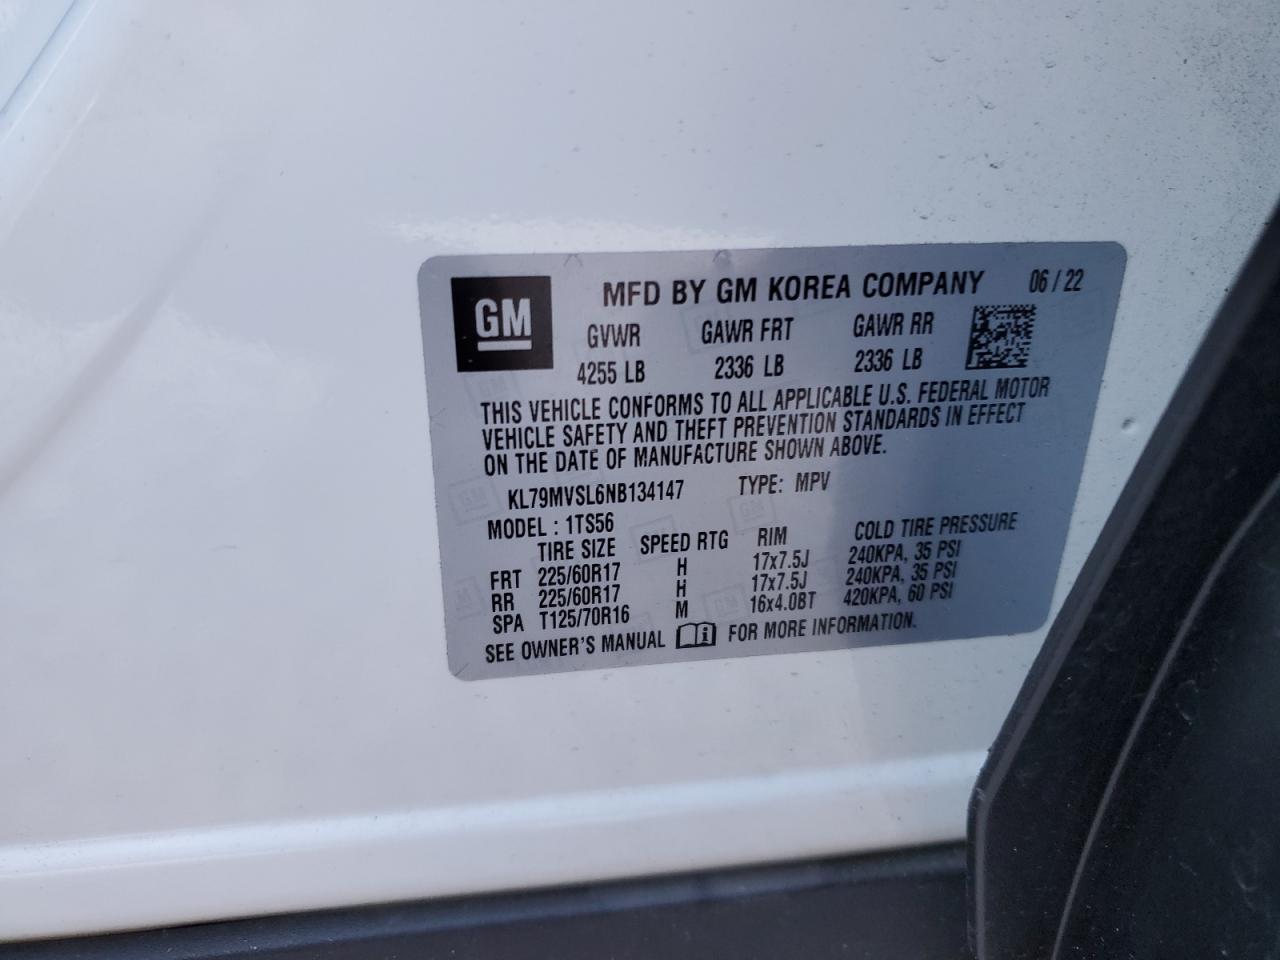 MFD BY GM KOREA COMPANY 06 / 22
GM
GVWR GAWR FRT GAWR RR
4255 LB 2336 LB 2336 LB
THIS VEHICLE CONFORMS TO ALL APPLICABLE U.S. FEDERAL MOTOR
VEHICLE SAFETY AND THEFT PREVENTION STANDARDS IN EFFECT
ON THE DATE OF MANUFACTURE SHOWN ABOVE.
KL79MVSL6NB134147 TYPE: MPV
MODEL : 1TS56
TIRE SIZE SPEED RTG RIM COLD TIRE PRESSURE
FRT 225/60R17 H 17x7.5J 240KPA, 35 PSI
RR 225/60R17 H 17x7.5J 240KPA, 35 PSI
SPA T125/70R16 M 16x4.0BT 420KPA, 60 PSI
SEE OWNER'S MANUAL i FOR MORE INFORMATION.